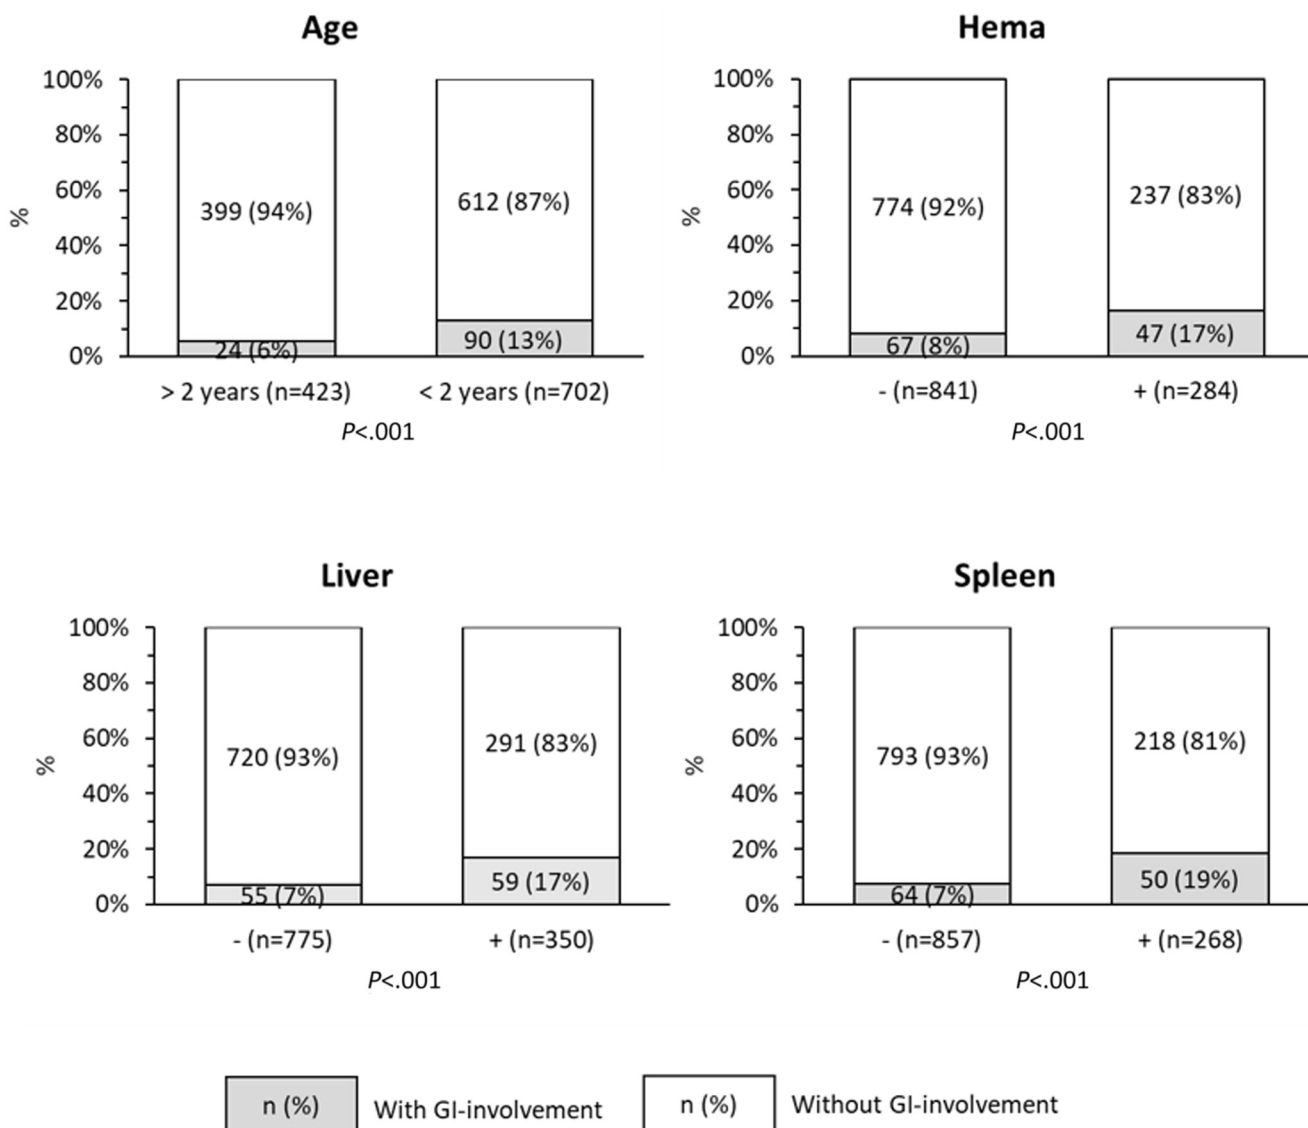 Age
100%
80%
60%
40%
20%
0%
%
399 (94%)
24 (6%)
612 (87%)
90 (13%)
> 2 years (n=423)
< 2 years (n=702)
P<.001
Hema
100%
80%
60%
40%
20%
0%
%
774 (92%)
67 (8%)
237 (83%)
47 (17%)
- (n=841)
+ (n=284)
P<.001
Liver
100%
80%
60%
40%
20%
0%
%
720 (93%)
55 (7%)
291 (83%)
59 (17%)
- (n=775)
+ (n=350)
P<.001
Spleen
100%
80%
60%
40%
20%
0%
%
793 (93%)
64 (7%)
218 (81%)
50 (19%)
- (n=857)
+ (n=268)
P<.001
n (%)
With GI-involvement
n (%)
Without GI-involvement